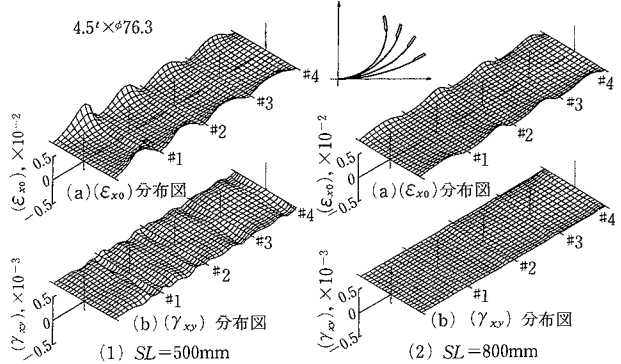 4.5ᵗ×ᶲ76.3
#4
#3
#2
#1
(εx0), ×10⁻²
0.5
0
−0.5
(a)(εx0)分布図
#4
#3
#2
#1
(γxy), ×10⁻³
0.5
0
−0.5
(b)(γxy) 分布図
(1) SL=500mm
#4
#3
#2
#1
(εx0), ×10⁻²
0.5
0
−0.5
(a)(εx0)分布図
#4
#3
#2
#1
(γxy), ×10⁻³
0.5
0
−0.5
b) (γxy) 分布図
(2) SL=800mm